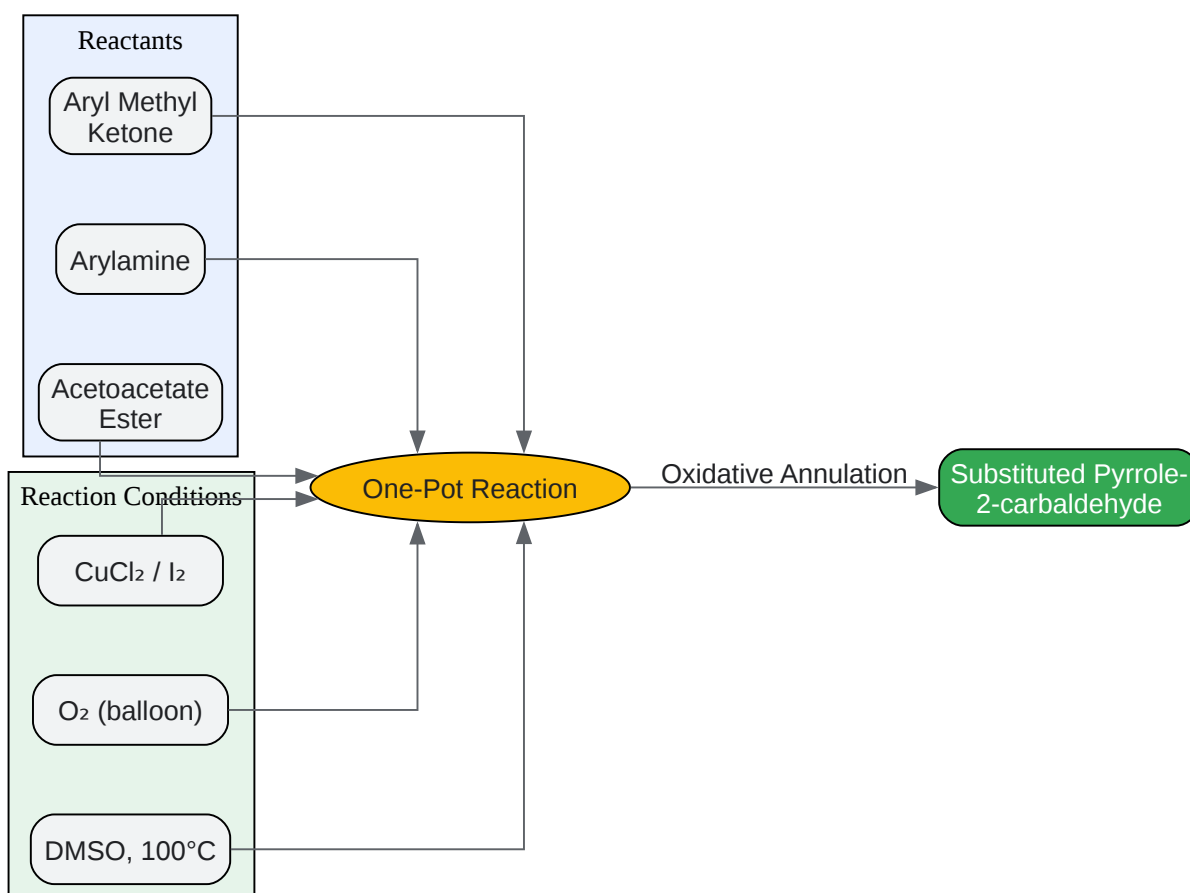 Reactants
Aryl Methyl
Ketone
Arylamine
Acetoacetate
Ester
Reaction Conditions
CuCl₂ / I₂
O₂ (balloon)
DMSO, 100°C
One-Pot Reaction
Oxidative Annulation
Substituted Pyrrole-
2-carbaldehyde